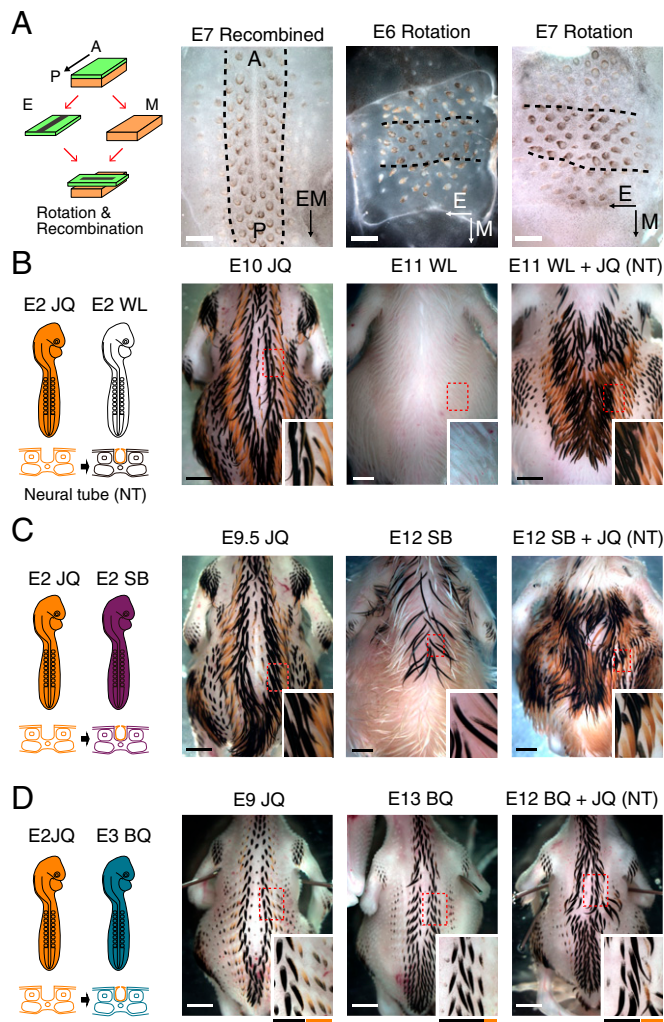 A
E7 Recombined
E6 Rotation
E7 Rotation
A
P
E
M
Rotation &
Recombination
A
P
EM
E
M
E
M
B
E2 JQ
E2 WL
Neural tube (NT)
E10 JQ
E11 WL
E11 WL + JQ (NT)
C
E2 JQ
E2 SB
E9.5 JQ
E12 SB
E12 SB + JQ (NT)
D
E2JQ
E3 BQ
E9 JQ
E13 BQ
E12 BQ + JQ (NT)